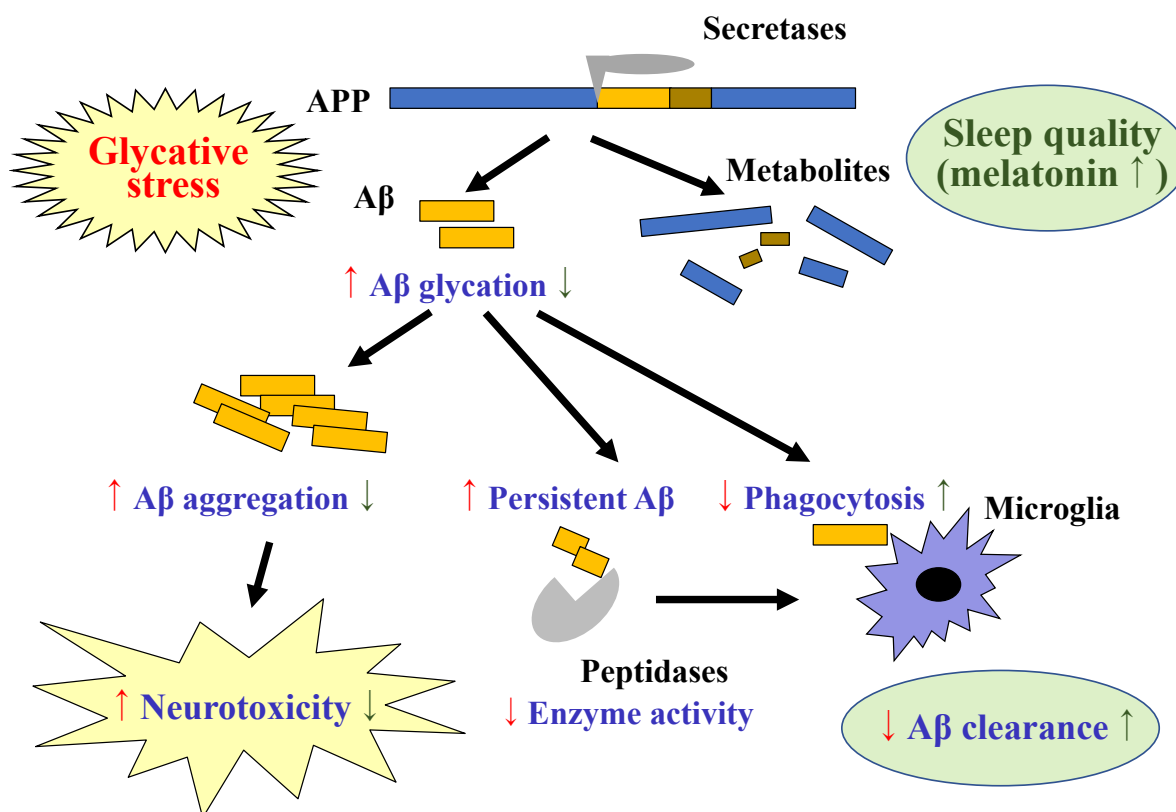 Secretases
APP
Glycative
stress
Sleep quality
(melatonin ↑ )
Metabolites
Aβ
↑ Aβ glycation ↓
↑ Aβ aggregation ↓
↑ Persistent Aβ
↓ Phagocytosis ↑
Microglia
Peptidases
↓ Enzyme activity
↑ Neurotoxicity ↓
↓ Aβ clearance ↑